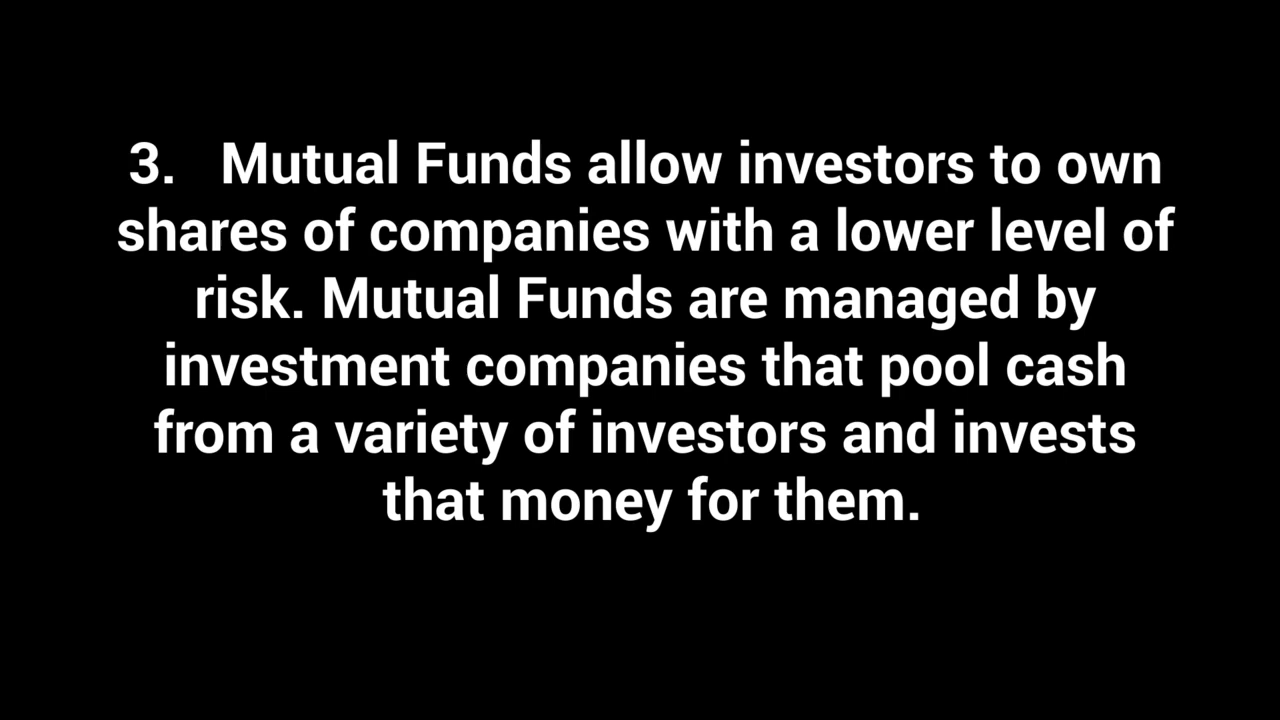 3.   Mutual Funds allow investors to own
shares of companies with a lower level of
risk. Mutual Funds are managed by
investment companies that pool cash
from a variety of investors and invests
that money for them.